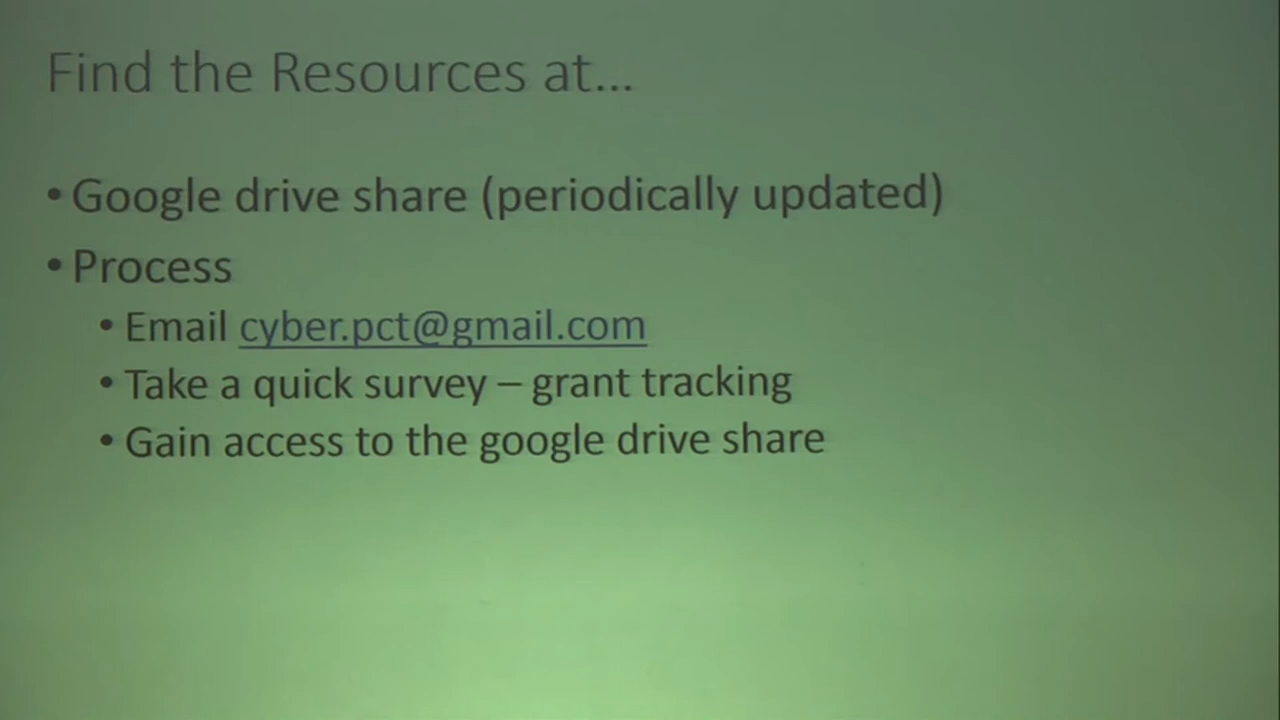 Find the Resources at...
• Google drive share (periodically updated)
• Process
• Email cyber.pct@gmail.com
• Take a quick survey – grant tracking
• Gain access to the google drive share